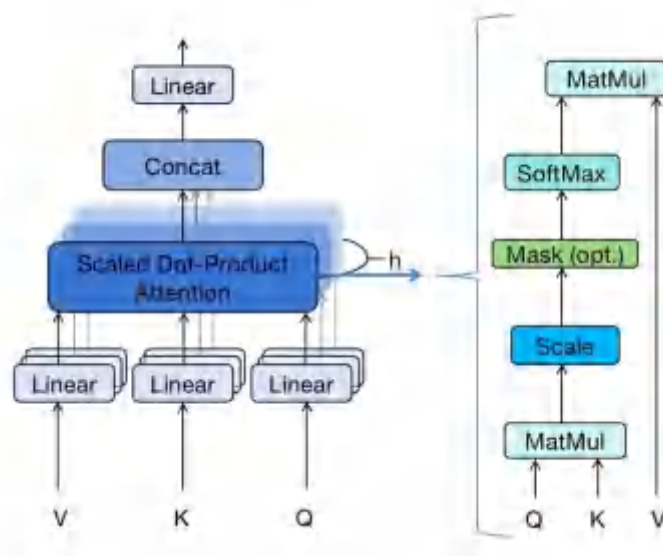 Linear
Concat
Scaled Dot-Product
Attention
h
Linear
Linear
Linear
V
K
Q
MatMul
SoftMax
Mask (opt.)
Scale
MatMul
Q
K
V